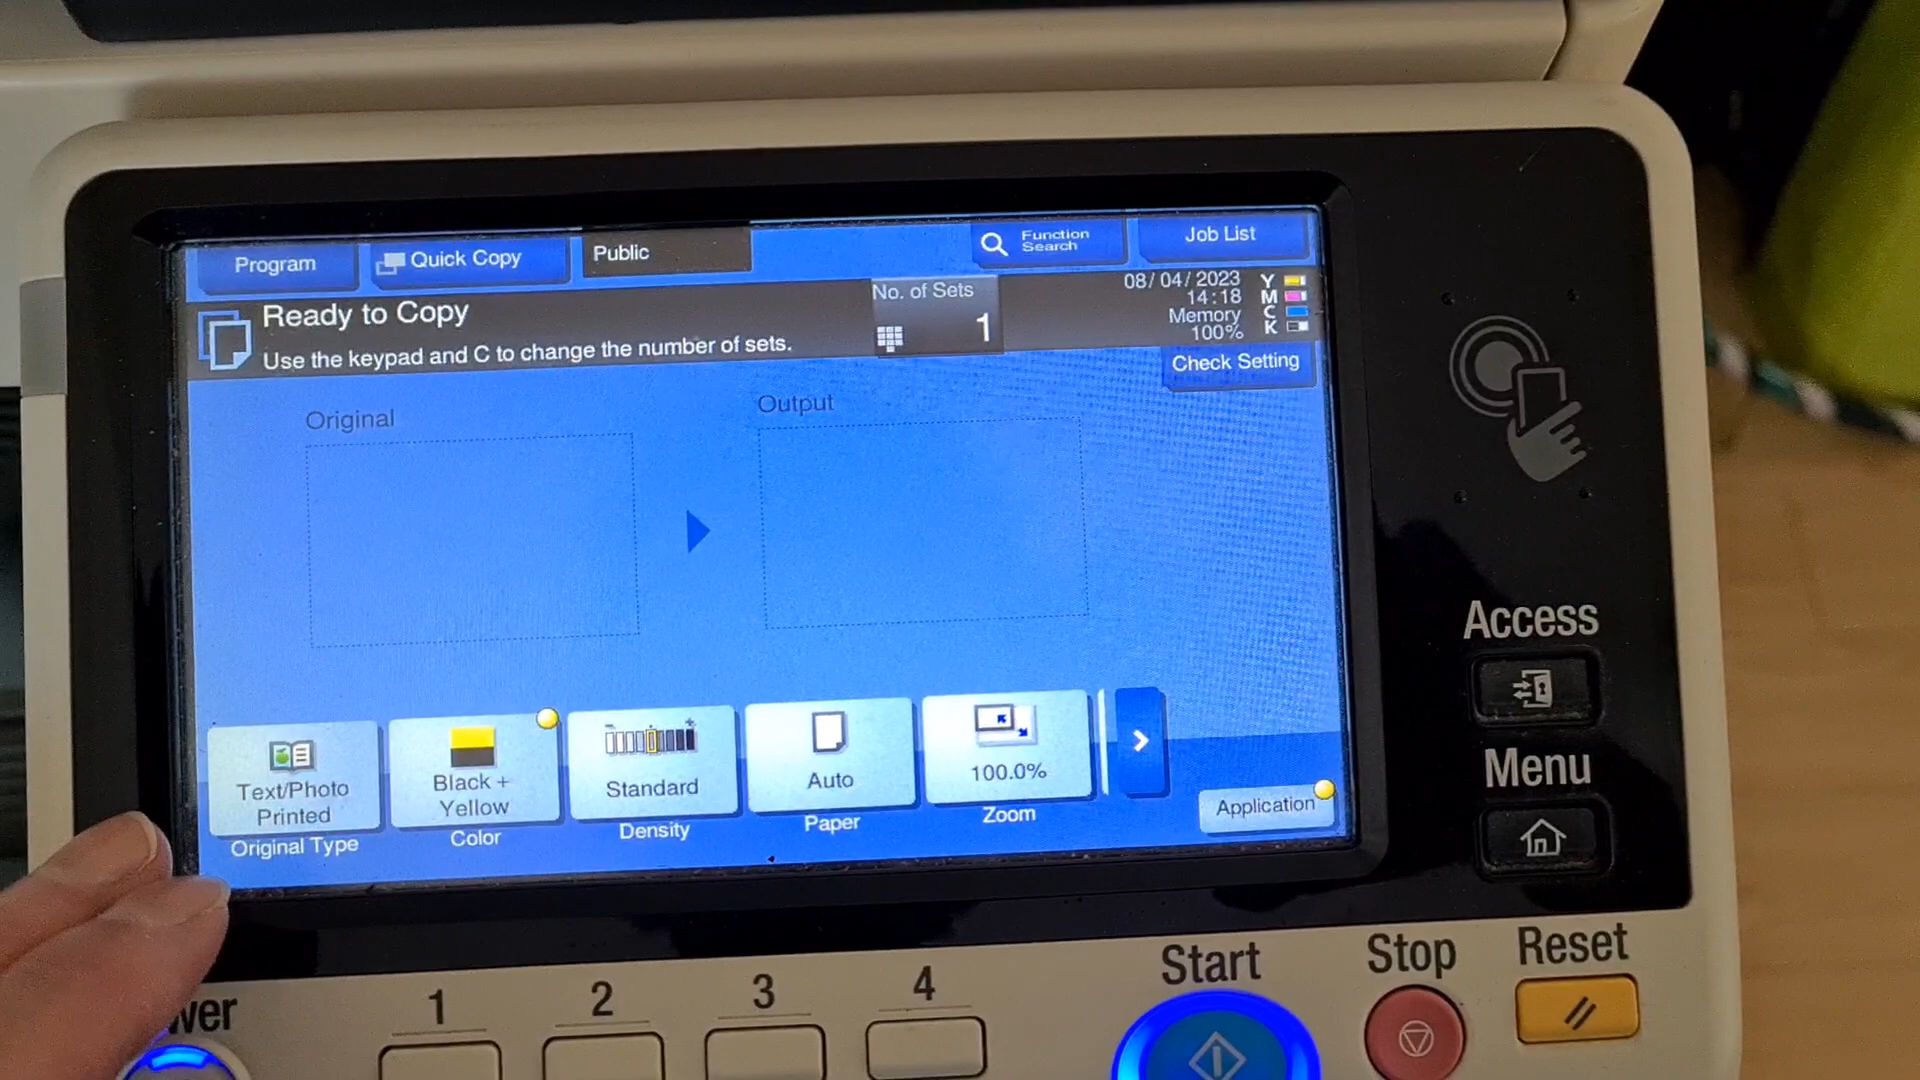 Program
Quick Copy
Public
Function
Search
Job List
Ready to Copy
Use the keypad and C to change the number of sets.
No. of Sets
1
08/04/2023
14:18
Memory
100%
Y
M
C
K
Check Setting
Original
Output
Text/Photo
Printed
Original Type
Black +
Yellow
Color
Standard
Density
Auto
Paper
100.0%
Zoom
Application
Access
Menu
wer
1
2
3
4
Start
Stop
Reset